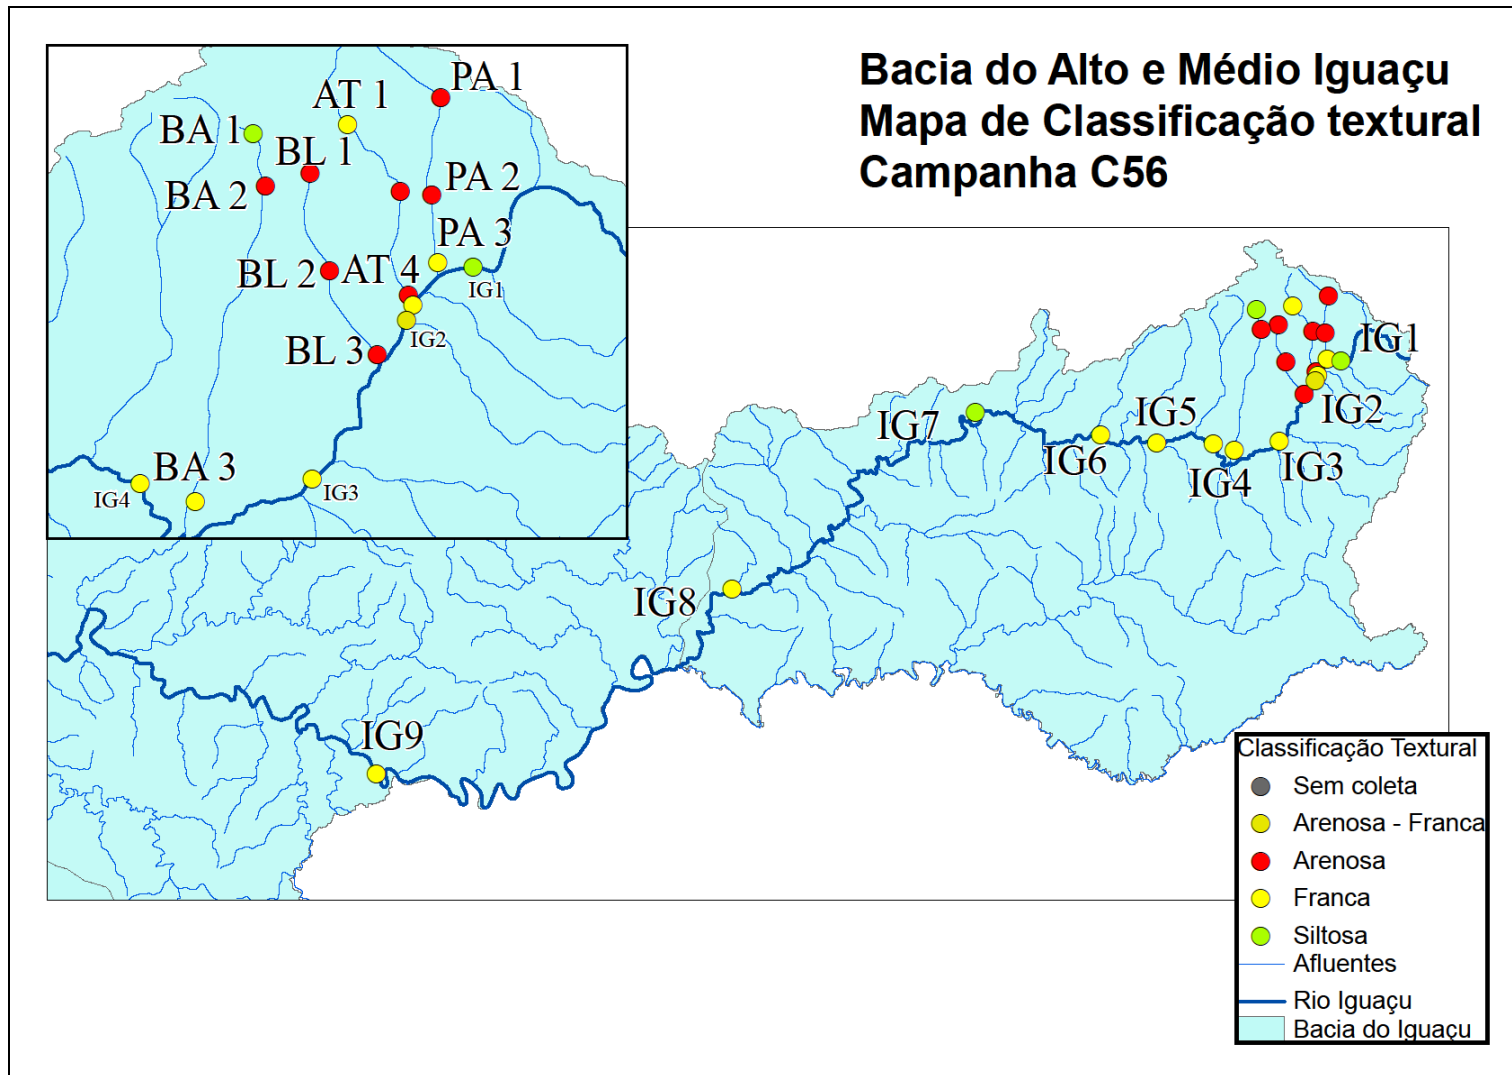 Bacia do Alto e Médio Iguaçu
Mapa de Classificação textural
Campanha C56
PA 1
AT 1
BA 1
BL 1
BA 2
PA 2
PA 3
BL 2
AT 4
IG1
IG2
BL 3
BA 3
IG4
IG3
IG1
IG2
IG3
IG4
IG5
IG6
IG7
IG8
IG9
Classificação Textural
Sem coleta
Arenosa - Franca
Arenosa
Franca
Siltosa
Afluentes
Rio Iguaçu
Bacia do Iguaçu